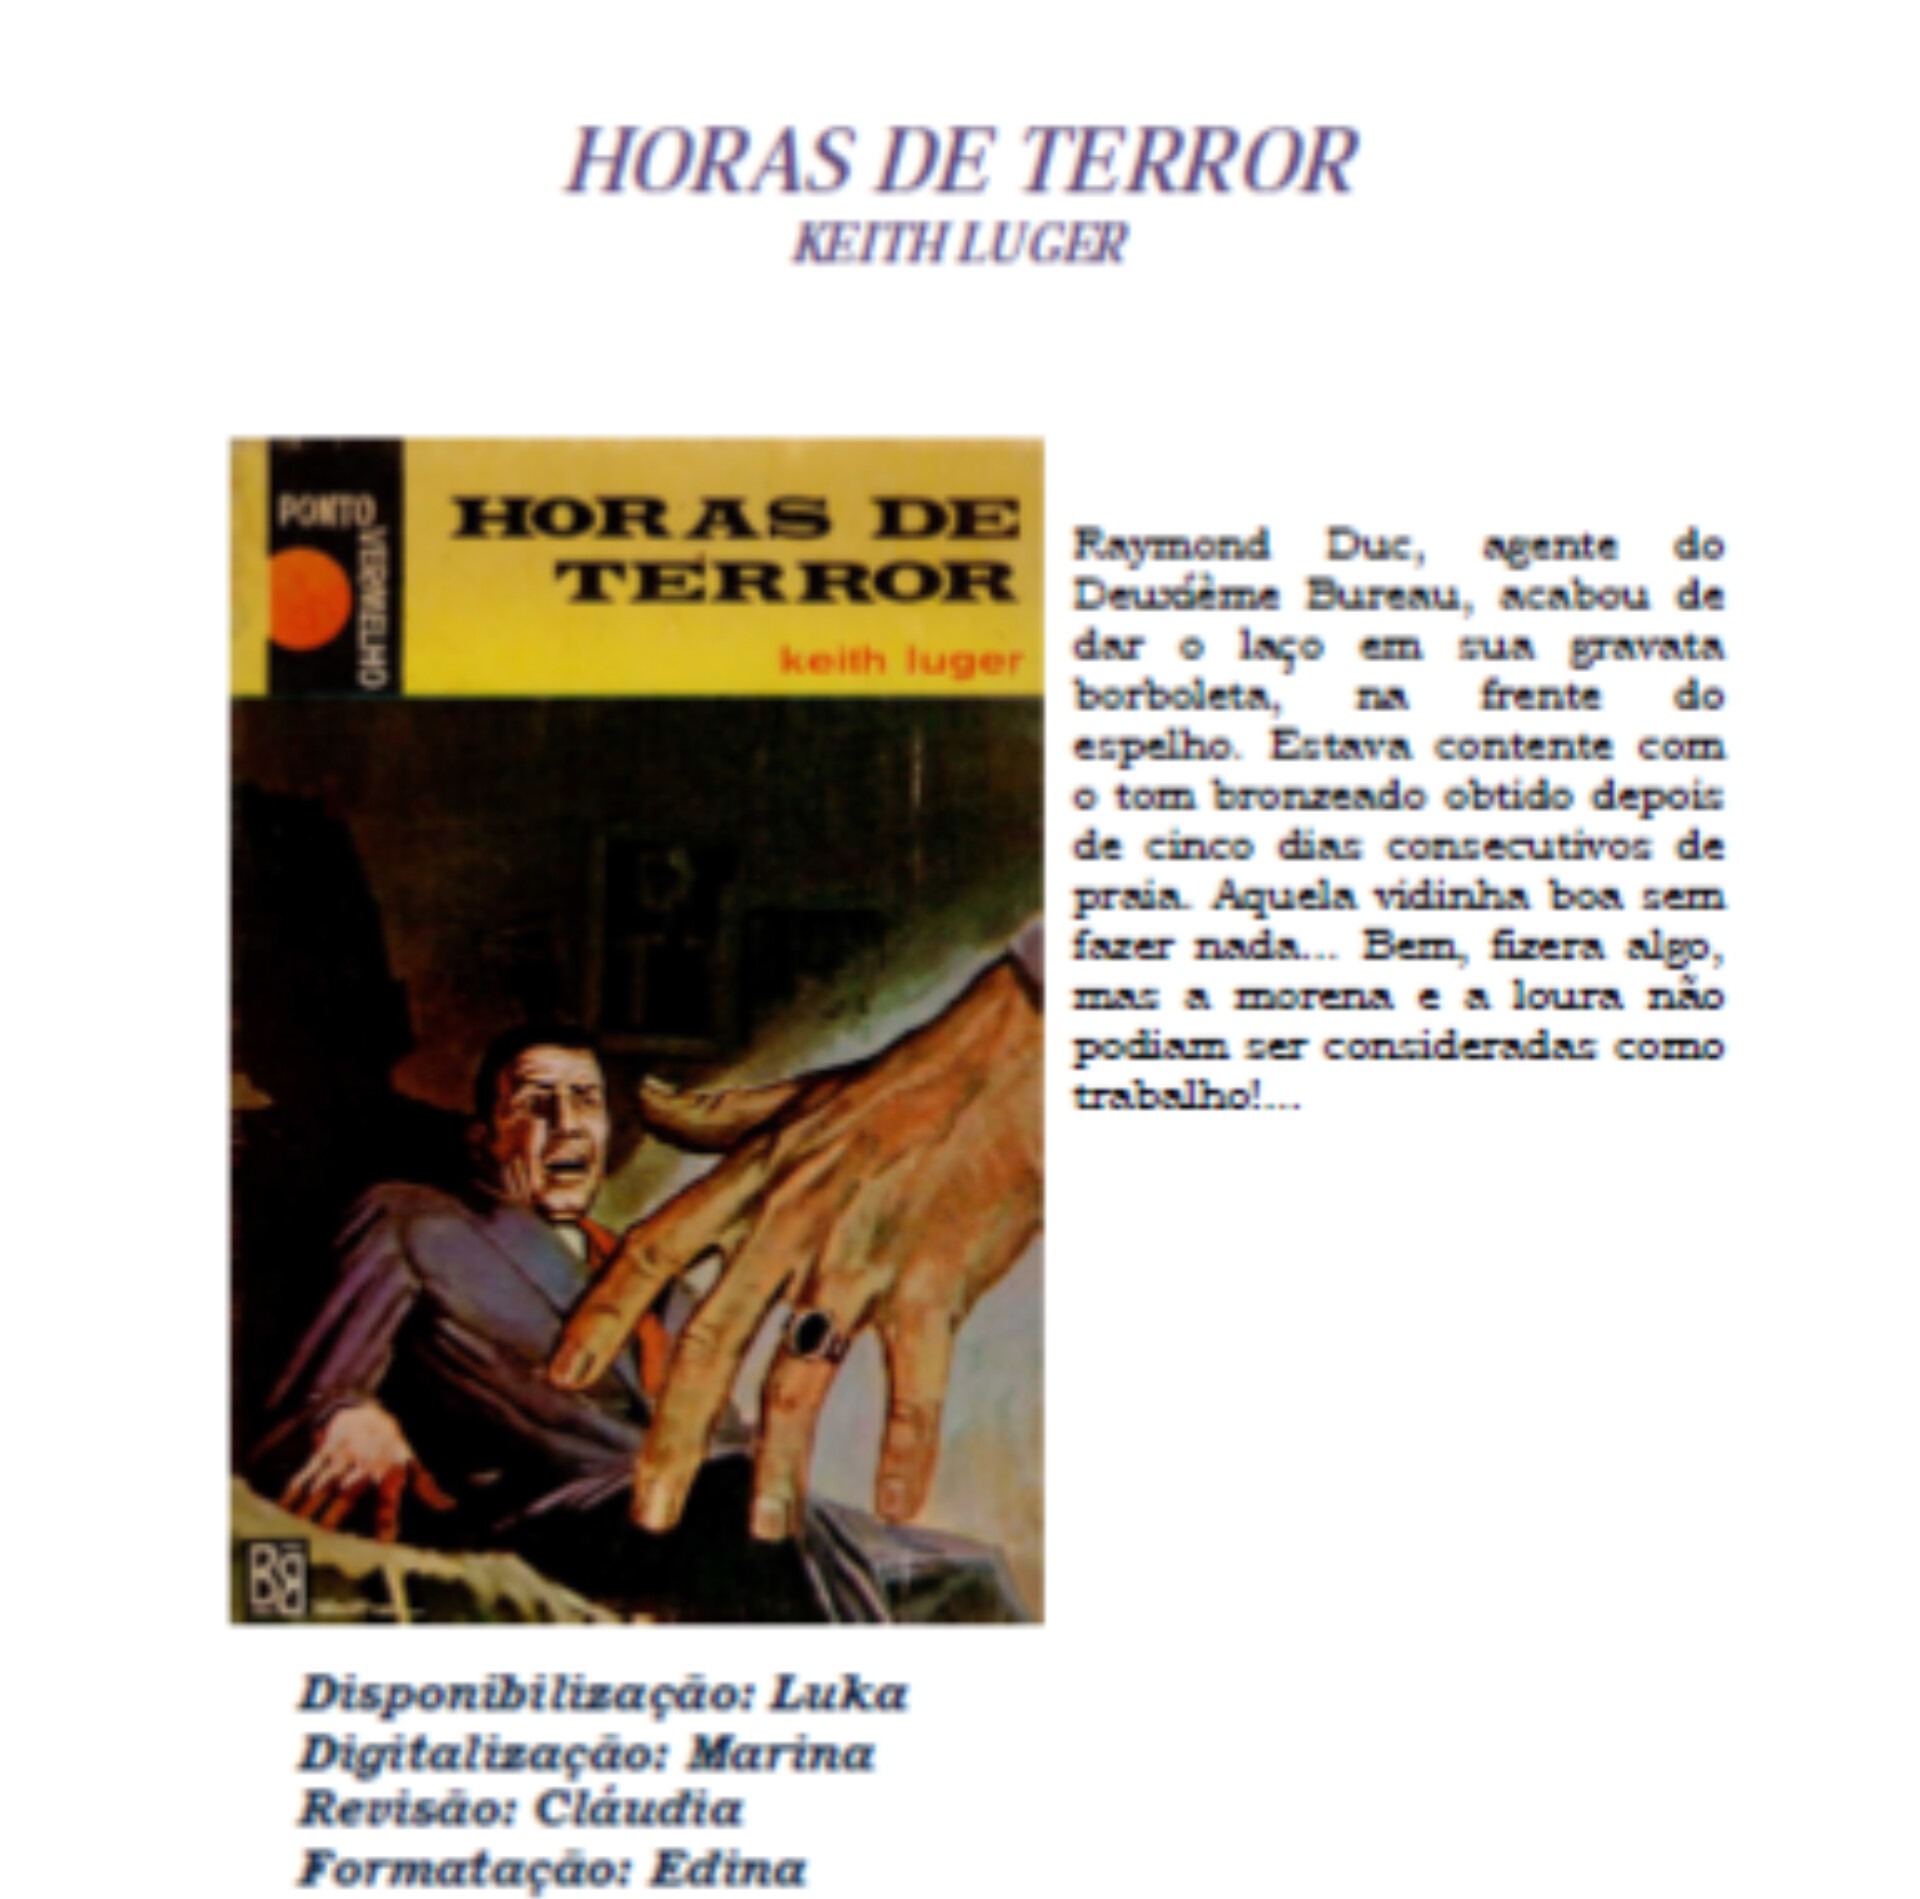 HORAS DE TERROR
KEITH LUGER
PONTO
VERMELHO
HORAS DE
TERROR
keith luger
Raymond Duc, agente do
Deuxième Bureau, acabou de
dar o laço em sua gravata
borboleta, na frente do
espelho. Estava contente com
o tom bronzeado obtido depois
de cinco dias consecutivos de
praia. Aquela vidinha boa sem
fazer nada... Bem, fizera algo,
mas a morena e a loura não
podiam ser consideradas como
trabalho!...
Disponibilização: Luka
Digitalização: Marina
Revisão: Cláudia
Formatação: Edina